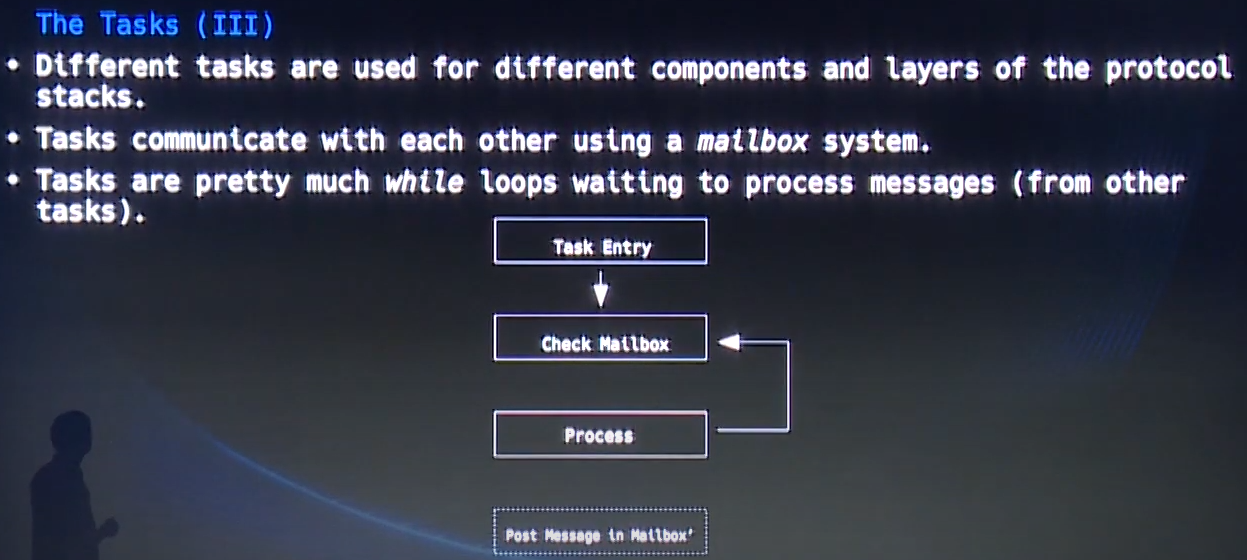 The Tasks (III)
• Different tasks are used for different components and layers of the protocol
stacks.
• Tasks communicate with each other using a mailbox system.
• Tasks are pretty much while loops waiting to process messages (from other
tasks).
Task Entry
Check Mailbox
Process
Post Message in Mailbox'